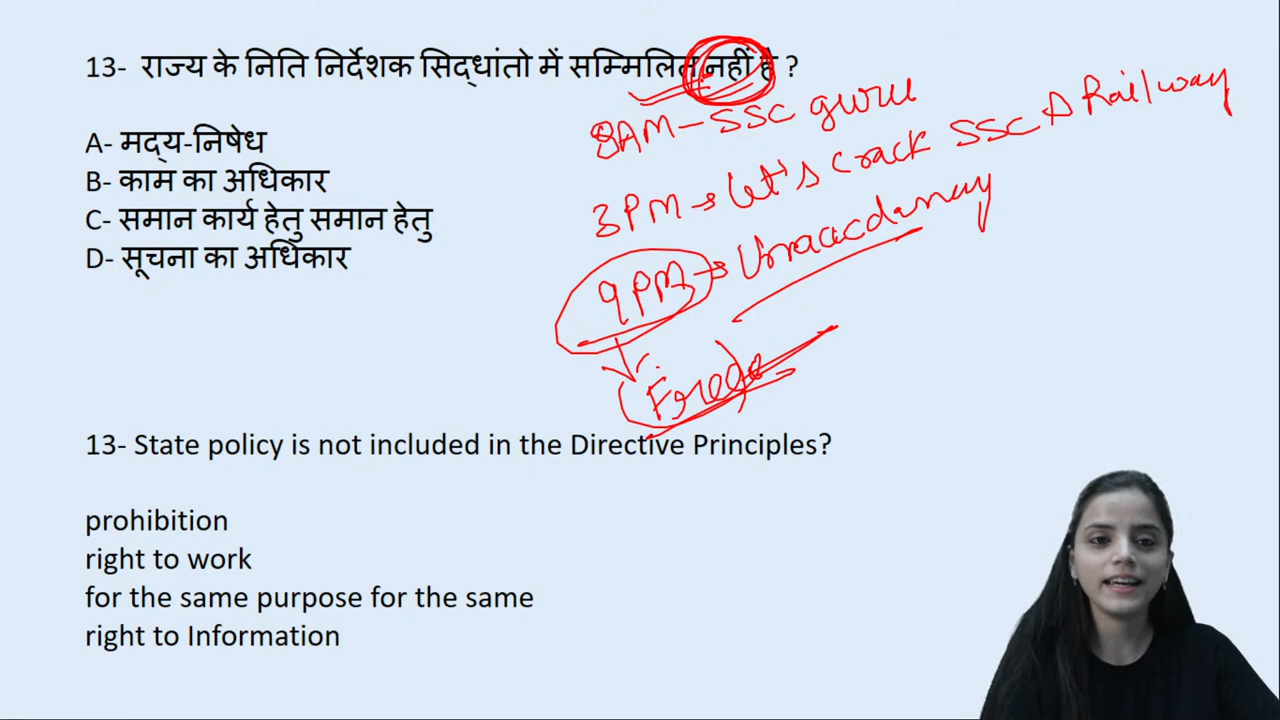 13- राज्य के निति निर्देशक सिद्धांतो में सम्मिलित नहीं है ?
A- मद्य-निषेध
B- काम का अधिकार
C- समान कार्य हेतु समान हेतु
D- सूचना का अधिकार
8AM - SSC guru
3PM → Let's crack SSC & Railway
9PM →
13- State policy is not included in the Directive Principles?
prohibition
right to work
for the same purpose for the same
right to Information